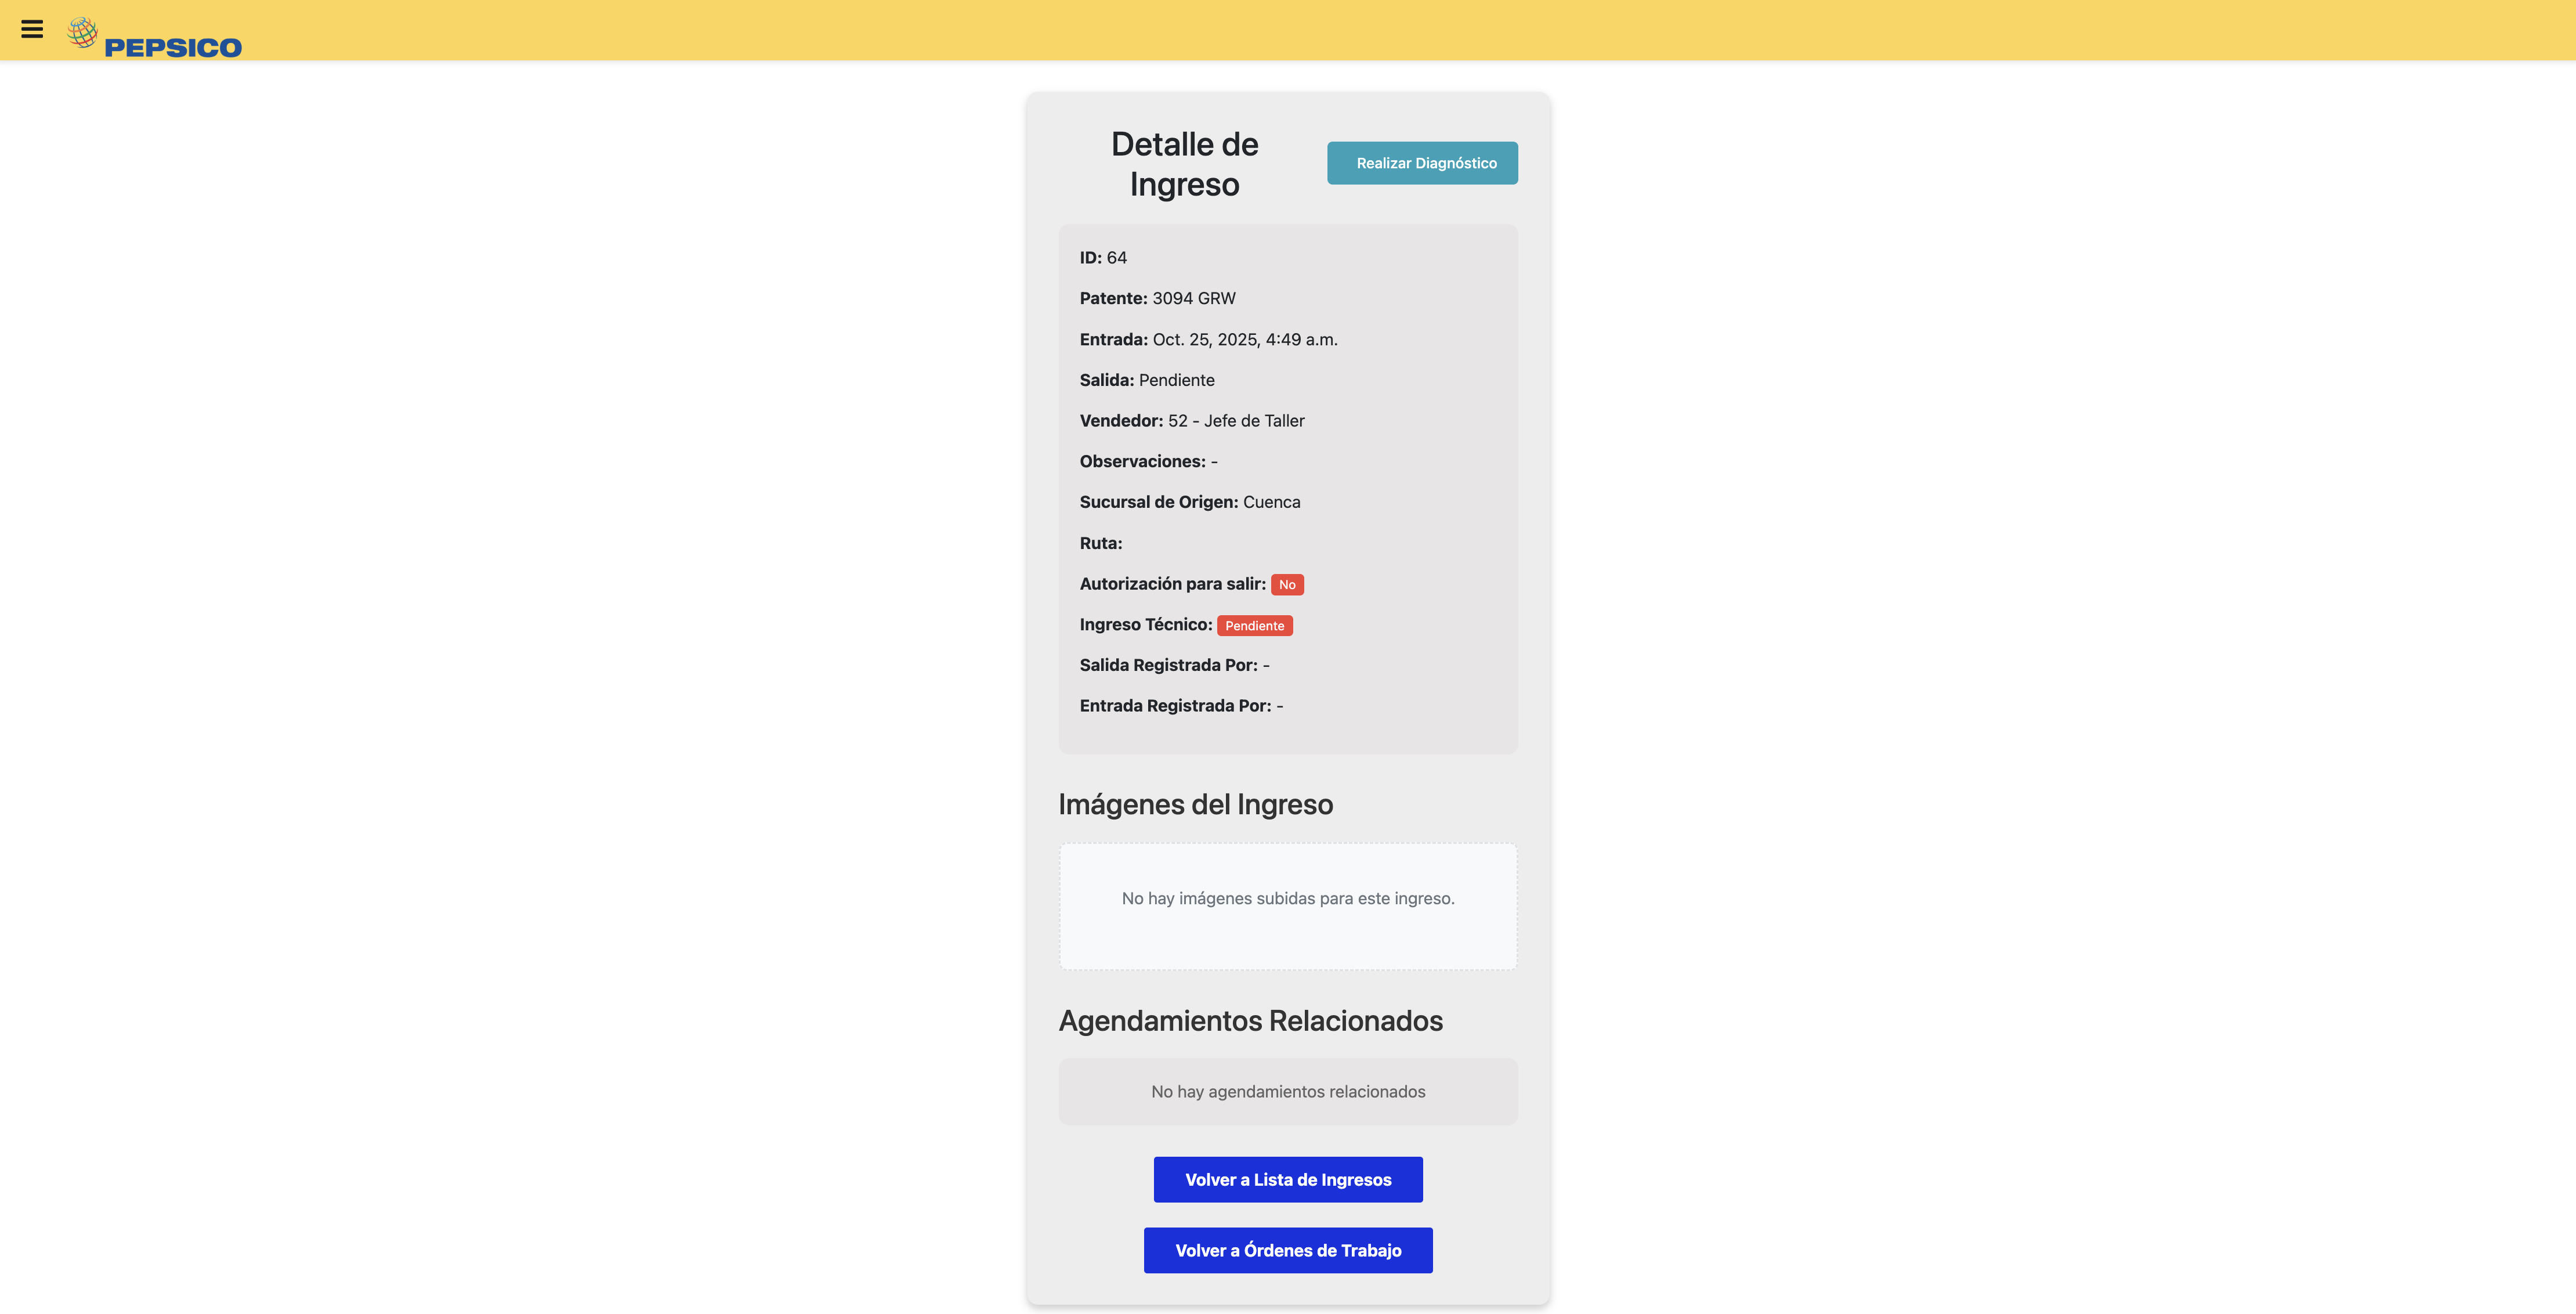 PEPSICO
Detalle de
Ingreso
Realizar Diagnóstico
ID: 64
Patente: 3094 GRW
Entrada: Oct. 25, 2025, 4:49 a.m.
Salida: Pendiente
Vendedor: 52 - Jefe de Taller
Observaciones: -
Sucursal de Origen: Cuenca
Ruta:
Autorización para salir: No
Ingreso Técnico: Pendiente
Salida Registrada Por: -
Entrada Registrada Por: -
Imágenes del Ingreso
No hay imágenes subidas para este ingreso.
Agendamientos Relacionados
No hay agendamientos relacionados
Volver a Lista de Ingresos
Volver a Órdenes de Trabajo